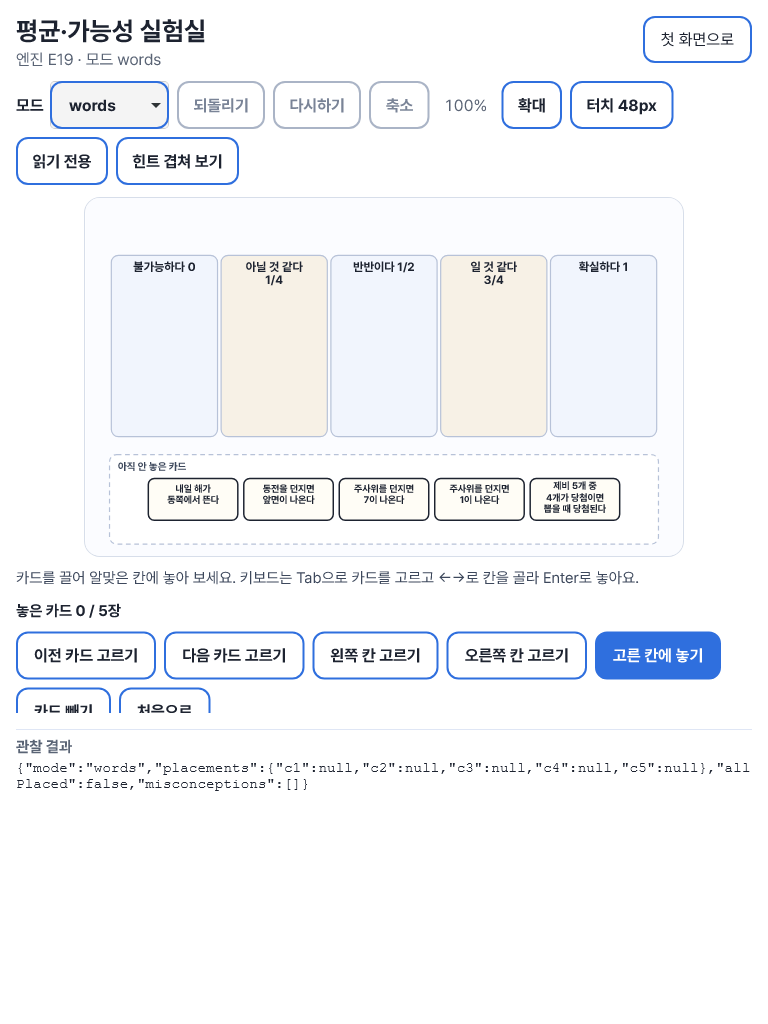 평균·가능성 실험실
엔진 E19 · 모드 words
첫 화면으로
모드 words 되돌리기 다시하기 축소 100% 확대 터치 48px
읽기 전용 힌트 겹쳐 보기
불가능하다 0
아닐 것 같다
1/4
반반이다 1/2
일 것 같다
3/4
확실하다 1
아직 안 놓은 카드
내일 해가
동쪽에서 뜬다
동전을 던지면
앞면이 나온다
주사위를 던지면
7이 나온다
주사위를 던지면
1이 나온다
제비 5개 중
4개가 당첨이면
뽑을 때 당첨된다
카드를 끌어 알맞은 칸에 놓아 보세요. 키보드는 Tab으로 카드를 고르고 ←→로 칸을 골라 Enter로 놓아요.
놓은 카드 0 / 5장
이전 카드 고르기 다음 카드 고르기 왼쪽 칸 고르기 오른쪽 칸 고르기 고른 칸에 놓기
카드 빼기 처음으로
관찰 결과
{"mode":"words","placements":{"c1":null,"c2":null,"c3":null,"c4":null,"c5":null},"all
Placed":false,"misconceptions":[]}